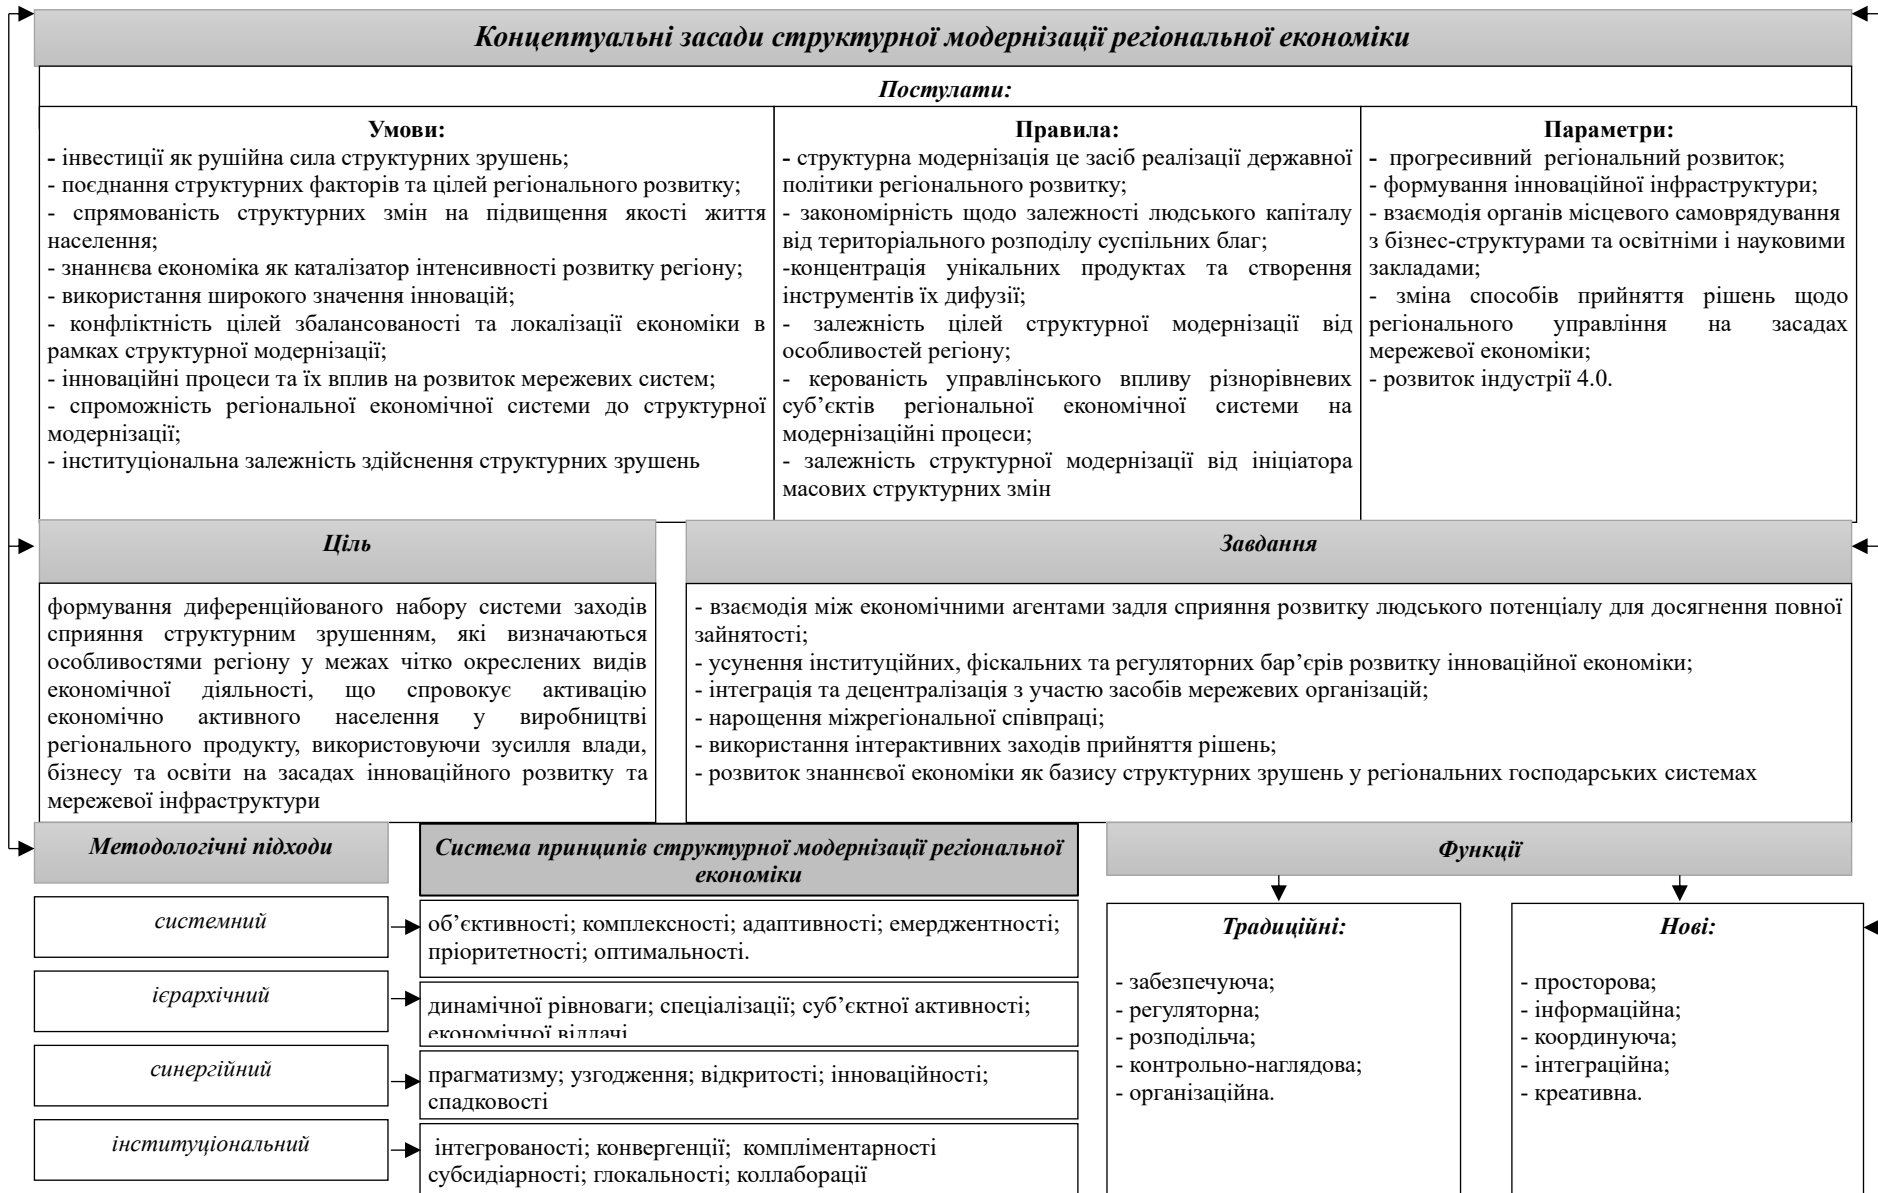 Концептуальні засади структурної модернізації регіональної економіки
Постулати:
Умови:
- інвестиції як рушійна сила структурних зрушень;
- поєднання структурних факторів та цілей регіонального розвитку;
- спрямованість структурних змін на підвищення якості життя
населення;
- знаннєва економіка як каталізатор інтенсивності розвитку регіону;
- використання широкого значення інновацій;
- конфліктність цілей збалансованості та локалізації економіки в
рамках структурної модернізації;
- інноваційні процеси та їх вплив на розвиток мережевих систем;
- спроможність регіональної економічної системи до структурної
модернізації;
- інституціональна залежність здійснення структурних зрушень
Правила:
- структурна модернізація це засіб реалізації державної
політики регіонального розвитку;
- закономірність щодо залежності людського капіталу
від територіального розподілу суспільних благ;
-концентрація унікальних продуктах та створення
інструментів їх дифузії;
- залежність цілей структурної модернізації від
особливостей регіону;
- керованість управлінського впливу різнорівневих
суб’єктів регіональної економічної системи на
модернізаційні процеси;
- залежність структурної модернізації від ініціатора
масових структурних змін
Параметри:
- прогресивний регіональний розвиток;
- формування інноваційної інфраструктури;
- взаємодія органів місцевого самоврядування
з бізнес-структурами та освітніми і науковими
закладами;
- зміна способів прийняття рішень щодо
регіонального управління на засадах
мережевої економіки;
- розвиток індустрії 4.0.
Ціль
формування диференційованого набору системи заходів
сприяння структурним зрушенням, які визначаються
особливостями регіону у межах чітко окреслених видів
економічної діяльності, що спровокує активацію
економічно активного населення у виробництві
регіонального продукту, використовуючи зусилля влади,
бізнесу та освіти на засадах інноваційного розвитку та
мережевої інфраструктури
Завдання
- взаємодія між економічними агентами задля сприяння розвитку людського потенціалу для досягнення повної
зайнятості;
- усунення інституційних, фіскальних та регуляторних бар’єрів розвитку інноваційної економіки;
- інтеграція та децентралізація з участю засобів мережевих організацій;
- нарощення міжрегіональної співпраці;
- використання інтерактивних заходів прийняття рішень;
- розвиток знаннєвої економіки як базису структурних зрушень у регіональних господарських системах
Методологічні підходи
системний
ієрархічний
синергійний
інституціональний
Система принципів структурної модернізації регіональної
економіки
об’єктивності; комплексності; адаптивності; емерджентності;
пріоритетності; оптимальності.
динамічної рівноваги; спеціалізації; суб’єктної активності;
економічної віддачі
прагматизму; узгодження; відкритості; інноваційності;
спадковості
інтегрованості; конвергенції; компліментарності
субсидіарності; глокальності; коллаборації
Функції
Традиційні:
- забезпечуюча;
- регуляторна;
- розподільча;
- контрольно-наглядова;
- організаційна.
Нові:
- просторова;
- інформаційна;
- координуюча;
- інтеграційна;
- креативна.